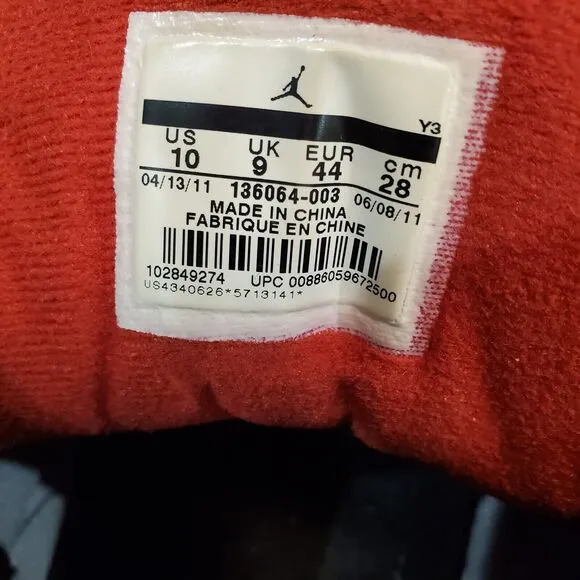 Y3
US UK EUR cm
10 9 44 28
04/13/11 136064-003 06/08/11
MADE IN CHINA
FABRIQUE EN CHINE
102849274 UPC 00886059672500
US4340626*5713141*